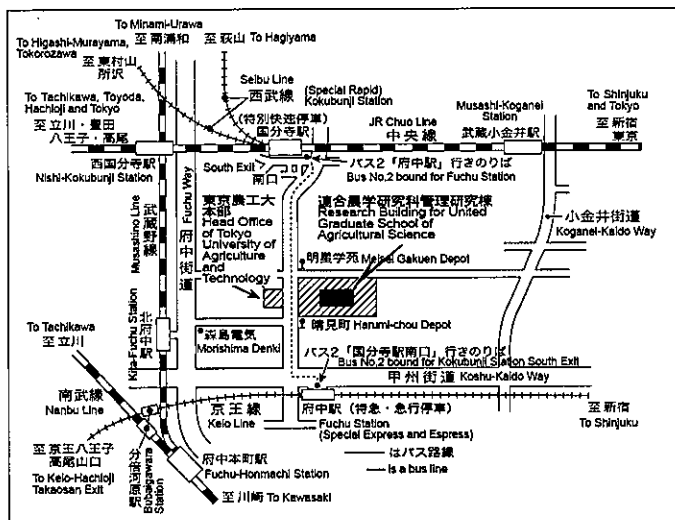 To Minami-Urawa
至南浦和
至萩山 To Hagiyama
To Higashi-Murayama,
Tokorozawa
至東村山
所沢
Seibu Line
西武線
(Special Rapid)
Kokubunji Station
(特別快速停車)
国分寺駅
To Tachikawa, Toyoda,
Hachioji and Tokyo
至立川・豊田
八王子・高尾
JR Chuo Line
中央線
Musashi-Koganei
Station
武蔵小金井駅
To Shinjuku
and Tokyo
至新宿
東京
西国分寺駅
Nishi-Kokubunji Station
South Exit
南口
バス2「府中駅」行きのりば
Bus No,2 bound for Fuchu Station
Musashino Line
武蔵野線
Fuchu Way
府中街道
東京農工大
本部
Head Office
of Tokyo
University of
Agriculture
and
Technology
連合農学研究科管理研究棟
Research Building for United
Graduate School of
Agricultural Science
小金井街道
Koganei-Kaido Way
明星学苑 Meisei Gakuen Depot
Kita-Fuchu Station
北府中駅
森島電気
Morishima Denki
晴見町 Harumi-chou Depot
バス2「国分寺駅南口」行きのりば
Bus No,2 bound for Kokubunji Station South Exit
甲州街道 Koshu-Kaido Way
To Tachikawa
至立川
南武線
Nanbu Line
京王線
Keio Line
府中駅(特急・急行停車)
Fuchu Station
(Special Express and Espress)
至新宿
To Shinjuku
至京王八王子
高尾山口
To Keio-Hachioji
Takaosan Exit
分倍河原駅
Bubaigawara
Station
府中本町駅
Fuchu-Honmachi Station
至川崎 To Kawasaki
はバス路線
is a bus line